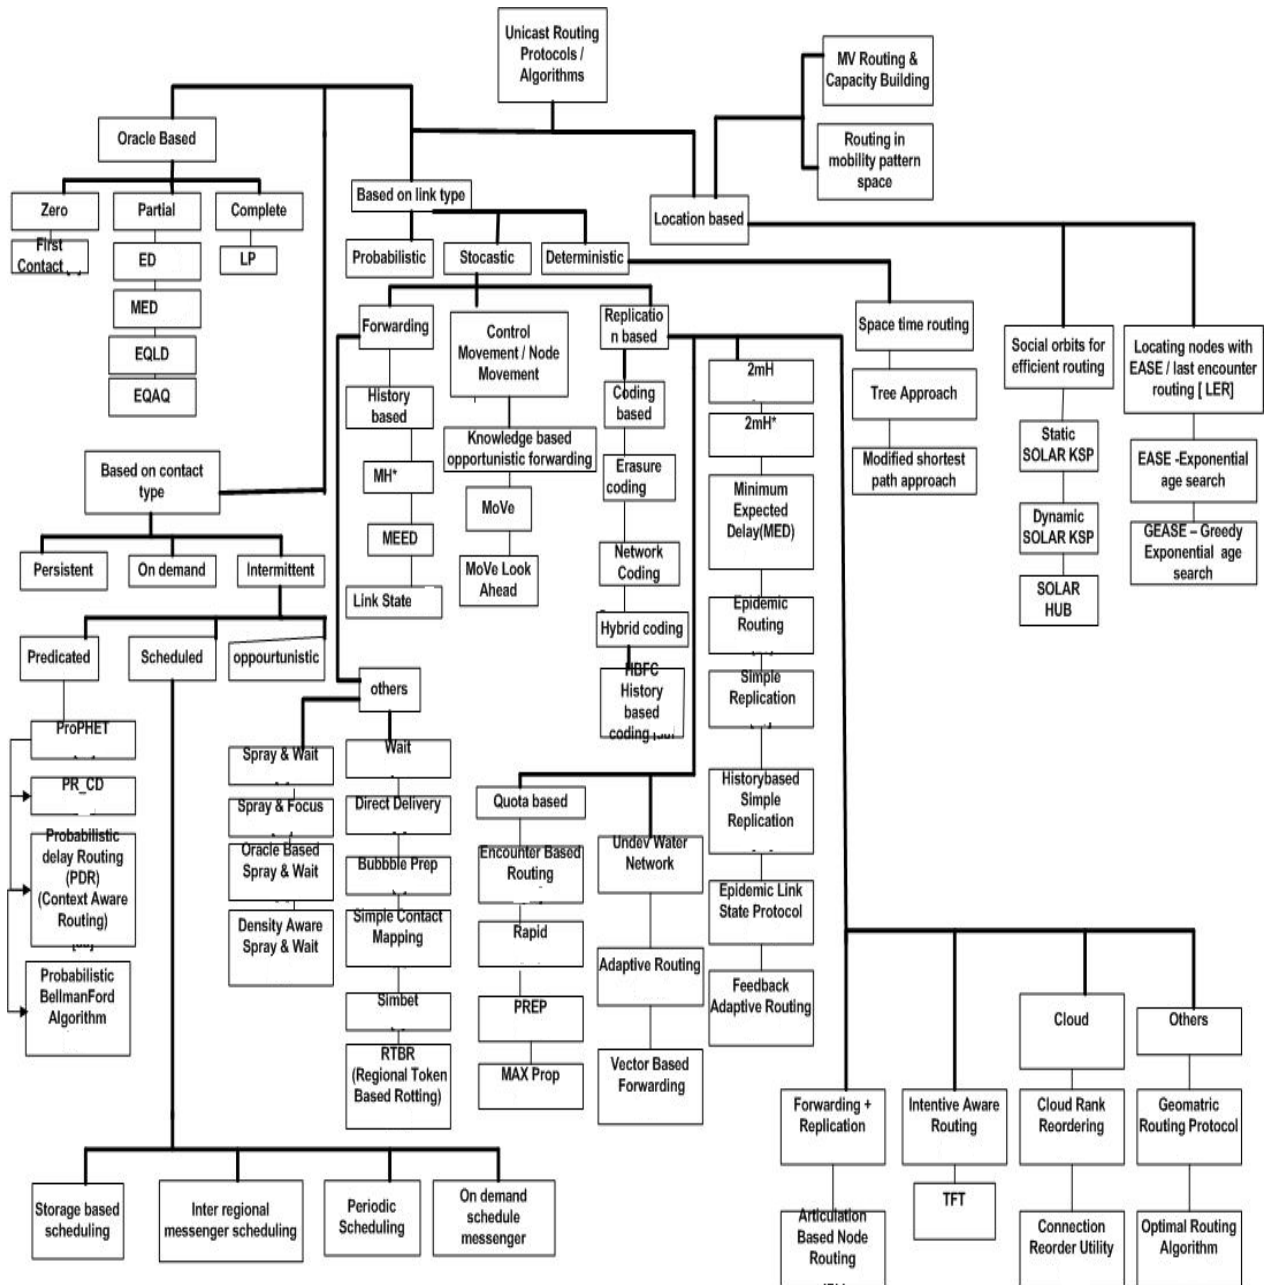 Unicast Routing
Protocols /
Algorithms
MV Routing &
Capacity Building
Routing in
mobility pattern
space
Oracle Based
Based on link type
Location based
Zero
Partial
Complete
First
Contact
ED
LP
MED
EQLD
EQAQ
Probabilistic
Stocastic
Deterministic
Forwarding
Control
Movement / Node
Movement
Replicatio
n based
Space time routing
Social orbits for
efficient routing
Locating nodes with
EASE / last encounter
routing [ LER]
History
based
MH*
MEED
Link State
Knowledge based
opportunistic forwarding
MoVe
MoVe Look
Ahead
Coding
based
Erasure
coding
Network
Coding
Hybrid coding
HBFC
History
based
coding
2mH
2mH*
Minimum
Expected
Delay(MED)
Epidemic
Routing
Simple
Replication
Historybased
Simple
Replication
Epidemic Link
State Protocol
Feedback
Adaptive Routing
Tree Approach
Modified shortest
path approach
Static
SOLAR KSP
Dynamic
SOLAR KSP
SOLAR
HUB
EASE -Exponential
age search
GEASE – Greedy
Exponential age
search
Based on contact
type
Persistent
On demand
Intermittent
Predicated
Scheduled
oppourtunistic
ProPHET
PR_CD
Probabilistic
delay Routing
(PDR)
(Context Aware
Routing)
Probabilistic
BellmanFord
Algorithm
others
Spray & Wait
Spray & Focus
Oracle Based
Spray & Wait
Density Aware
Spray & Wait
Wait
Direct Delivery
Bubbble Prep
Simple Contact
Mapping
Simbet
RTBR
(Regional Token
Based Rotting)
Quota based
Encounter Based
Routing
Rapid
PREP
MAX Prop
Undev Water
Network
Adaptive Routing
Vector Based
Forwarding
Forwarding +
Replication
Articulation
Based Node
Routing
Intentive Aware
Routing
TFT
Cloud
Cloud Rank
Reordering
Connection
Reorder Utility
Others
Geomatric
Routing Protocol
Optimal Routing
Algorithm
Storage based
scheduling
Inter regional
messenger scheduling
Periodic
Scheduling
On demand
schedule
messenger